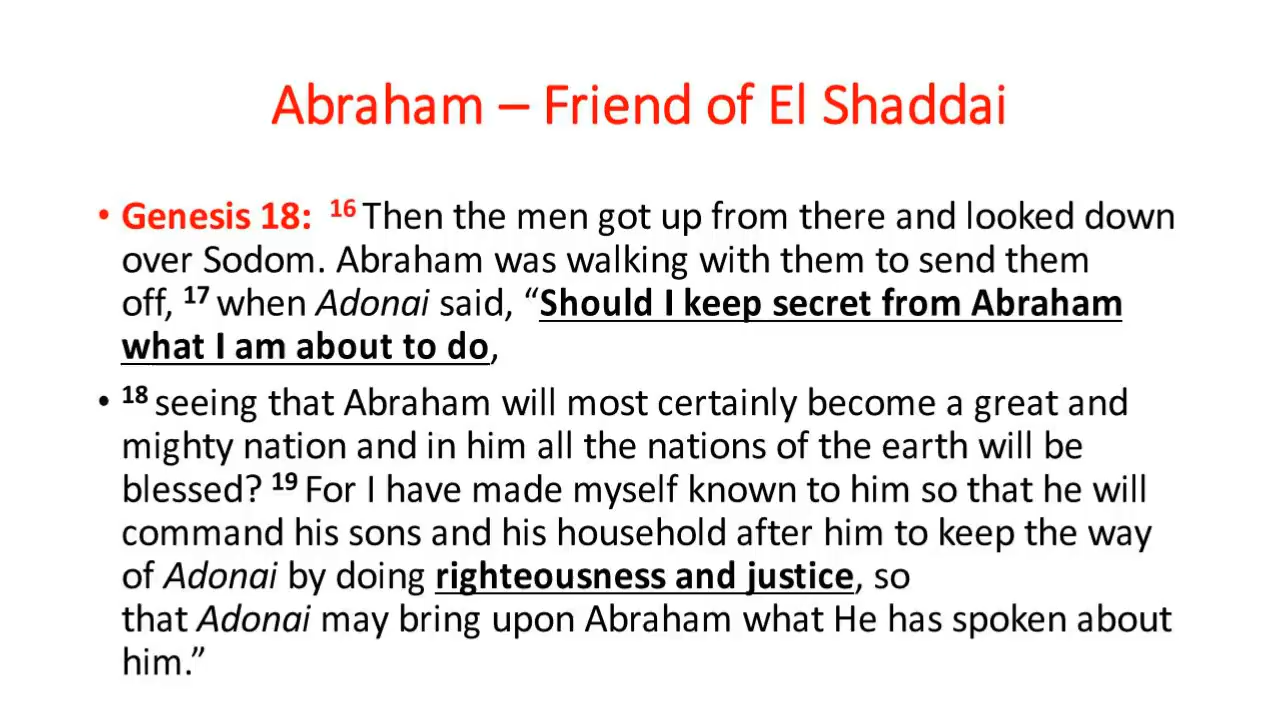 Abraham – Friend of El Shaddai
• Genesis 18: 16 Then the men got up from there and looked down
over Sodom. Abraham was walking with them to send them
off, 17 when Adonai said, “Should I keep secret from Abraham
what I am about to do,
• 18 seeing that Abraham will most certainly become a great and
mighty nation and in him all the nations of the earth will be
blessed? 19 For I have made myself known to him so that he will
command his sons and his household after him to keep the way
of Adonai by doing righteousness and justice, so
that Adonai may bring upon Abraham what He has spoken about
him.”